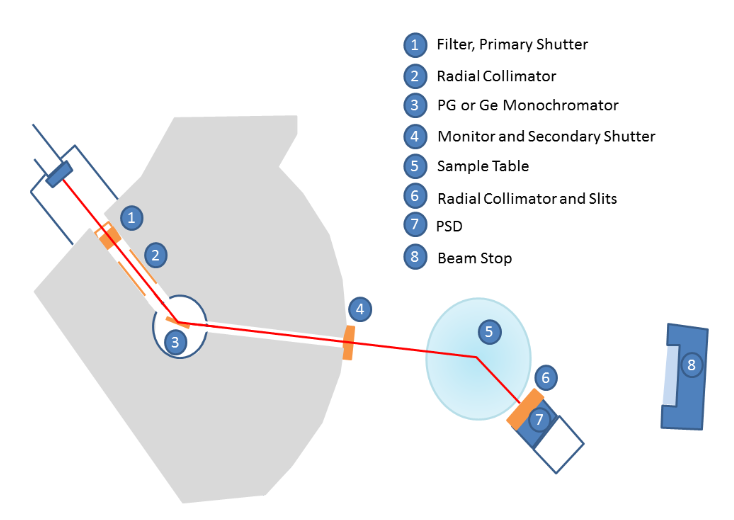 1 Filter, Primary Shutter
2 Radial Collimator
3 PG or Ge Monochromator
4 Monitor and Secondary Shutter
5 Sample Table
6 Radial Collimator and Slits
7 PSD
8 Beam Stop
1
2
3
4
5
6
7
8